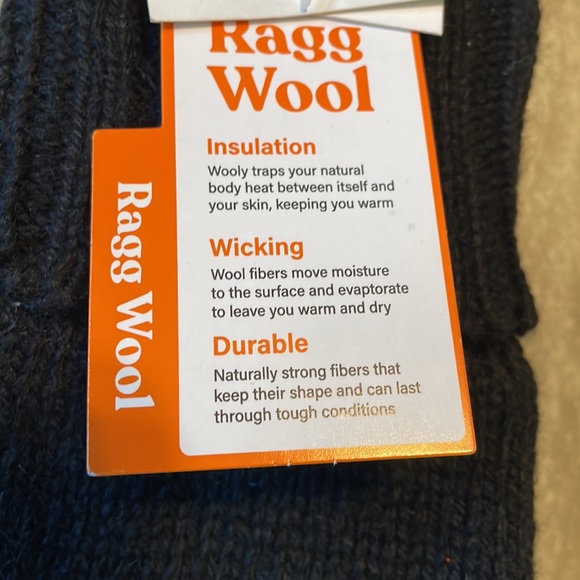 Ragg
Wool
Insulation
Wooly traps your natural
body heat between itself and
your skin, keeping you warm
Wicking
Wool fibers move moisture
to the surface and evaptorate
to leave you warm and dry
Durable
Naturally strong fibers that
keep their shape and can last
through tough conditions
Ragg Wool